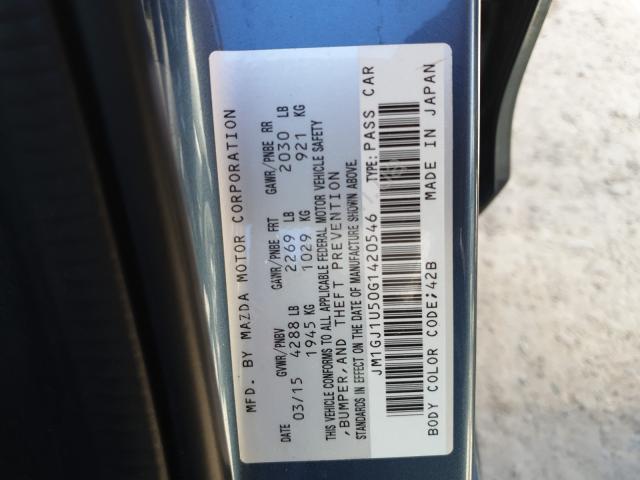 MFD. BY MAZDA MOTOR CORPORATION
DATE GVWR/PNBV GAWR/PNBE FRT GAWR/PNBE RR
03/15 4288 LB 2269 LB 2030 LB
1945 KG 1029 KG 921 KG
THIS VEHICLE CONFORMS TO ALL APPLICABLE FEDERAL MOTOR VEHICLE SAFETY
,BUMPER,AND THEFT PREVENTION
STANDARDS IN EFFECT ON THE DATE OF MANUFACTURE SHOWN ABOVE.
JM1GJ1U50G1420546 TYPE: PASS CAR
BODY COLOR CODE;42B MADE IN JAPAN